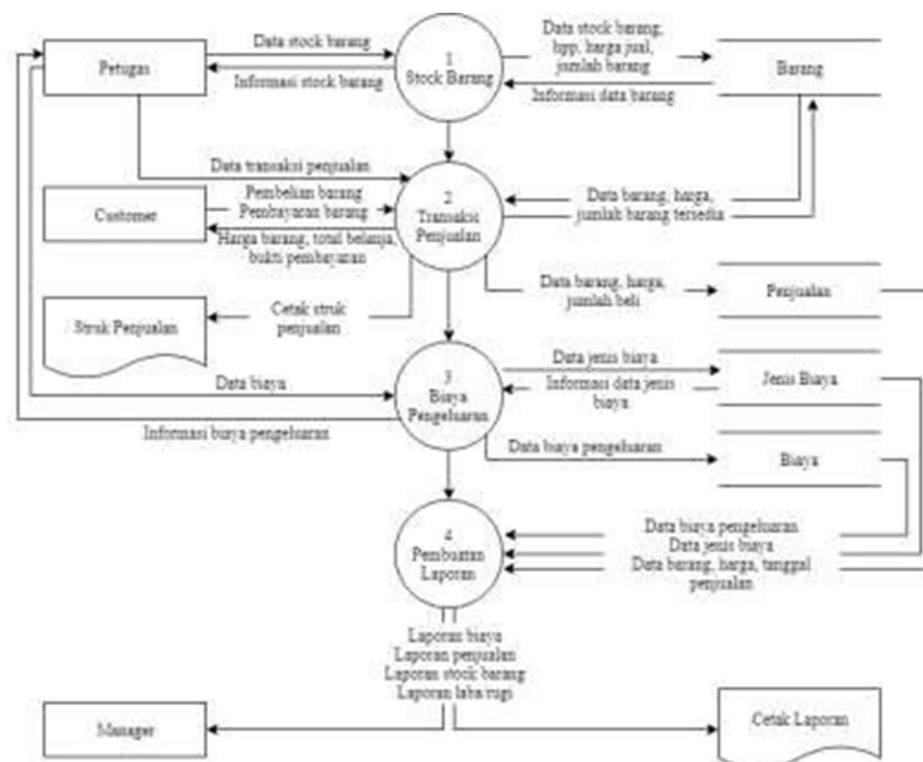 Petugas
Data stock barang
Informasi stock barang
1
Stock Barang
Data stock barang,
hpp, harga jual,
jumlah barang
Informasi data barang
Barang
Data transaksi penjualan
Customer
Pembelian barang
Pembayaran barang
Harga barang, total belanja,
bukti pembayaran
2
Transaksi
Penjualan
Data barang, harga,
jumlah barang tersedia
Data barang, harga,
jumlah beli
Penjualan
Struk Penjualan
Cetak struk
penjualan
Data biaya
Informasi biaya pengeluaran
3
Biaya
Pengeluaran
Data jenis biaya
Informasi data jenis
biaya
Jenis Biaya
Data biaya pengeluaran
Biaya
4
Pembuatan
Laporan
Data biaya pengeluaran
Data jenis biaya
Data barang, harga, tanggal
penjualan
Laporan biaya
Laporan penjualan
Laporan stock barang
Laporan laba/rugi
Manager
Cetak Laporan